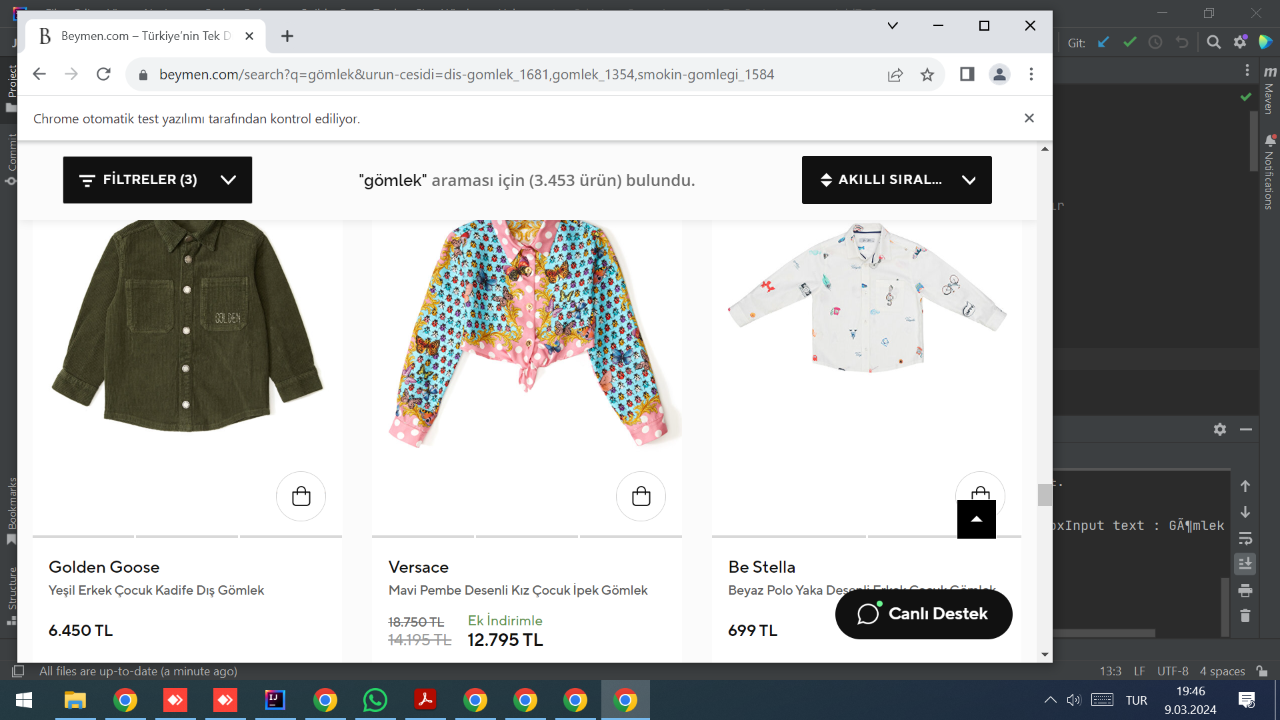 Beymen.com – Türkiye'nin Tek D
beymen.com/search?q=gömlek&urun-cesidi=dis-gomlek_1681,gomlek_1354,smokin-gomlegi_1584
Git:
Chrome otomatik test yazılımı tarafından kontrol ediliyor.
FİLTRELER (3)
"gömlek" araması için (3.453 ürün) bulundu.
AKILLI SIRAL...
Project
Commit
Bookmarks
Structure
Maven
Notifications
GOLDEN
Golden Goose
Yeşil Erkek Çocuk Kadife Dış Gömlek
6.450 TL
Versace
Mavi Pembe Desenli Kız Çocuk İpek Gömlek
18.750 TL
Ek İndirimle
14.195 TL
12.795 TL
Be Stella
Beyaz Polo Yaka Desenli Erkek Çocuk Gömlek
699 TL
Canlı Destek
oxInput text : GÃ¶mlek
All files are up-to-date (a minute ago)
13:3 LF UTF-8 4 spaces
TUR
19:46
9.03.2024